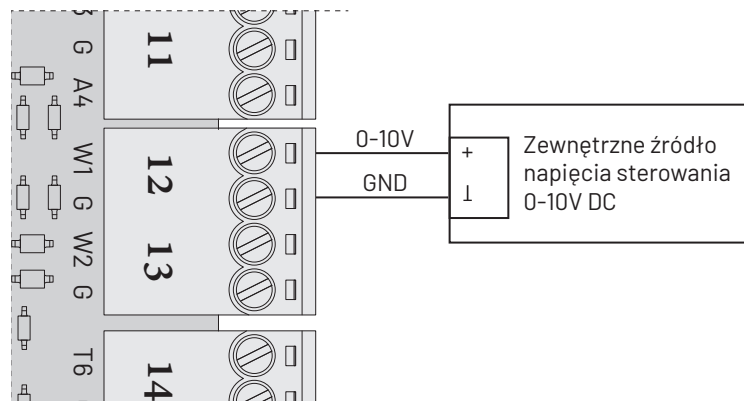 G
A4
11
W1
G
W2
G
12
13
T6
14
0-10V
GND
+
Zewnętrzne źródło
napięcia sterowania
0-10V DC